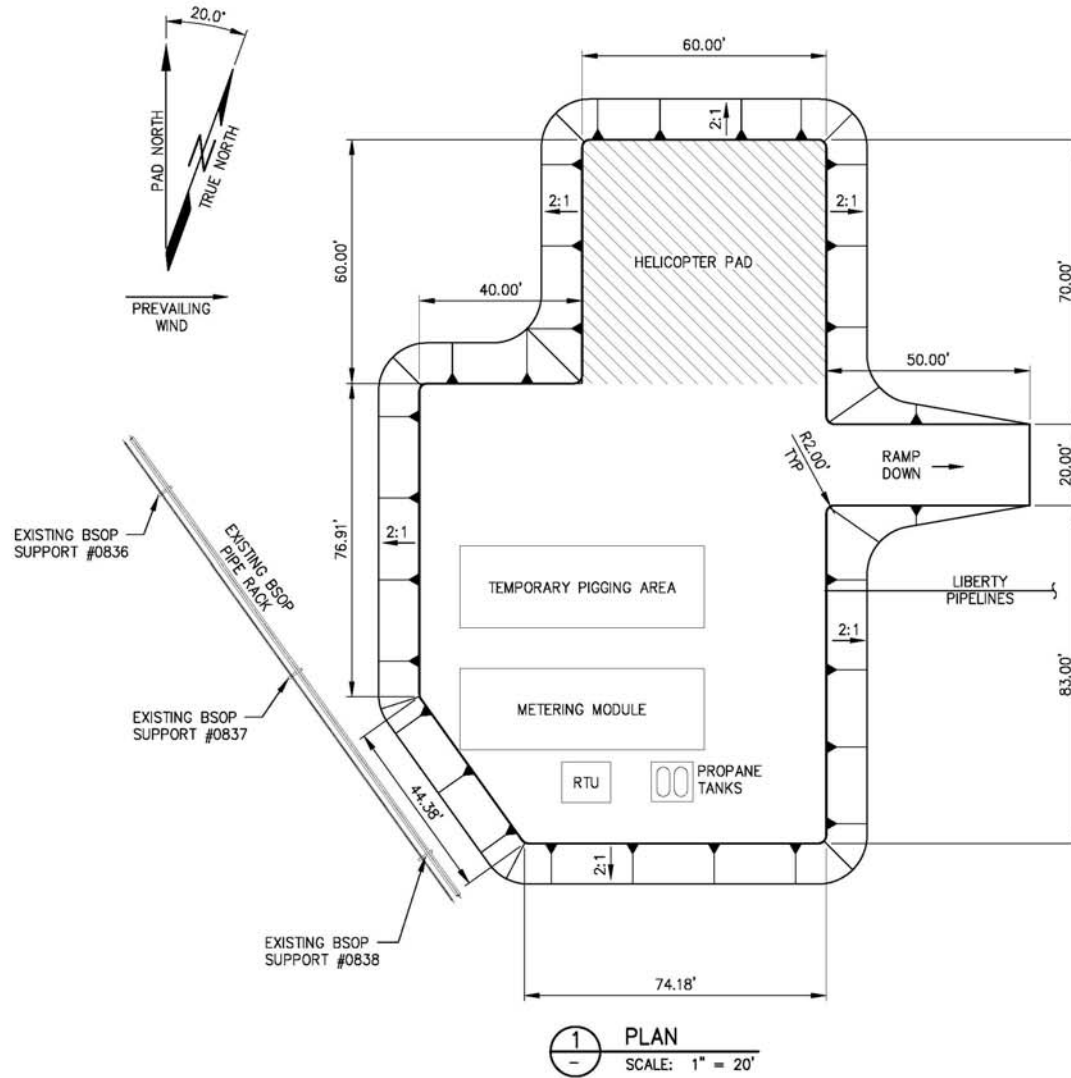 20.0°
PAD NORTH
TRUE NORTH
N
PREVAILING
WIND
60.00'
2:1
60.00'
2:1
2:1
HELICOPTER PAD
70.00'
40.00'
50.00'
R2.00'
TYP
RAMP
DOWN
20.00'
EXISTING BSOP
SUPPORT #0836
EXISTING BSOP
PIPE RACK
76.91'
2:1
TEMPORARY PIGGING AREA
LIBERTY
PIPELINES
2:1
83.00'
EXISTING BSOP
SUPPORT #0837
METERING MODULE
44.38'
RTU
PROPANE
TANKS
2:1
EXISTING BSOP
SUPPORT #0838
74.18'
1
-
PLAN
SCALE: 1" = 20'